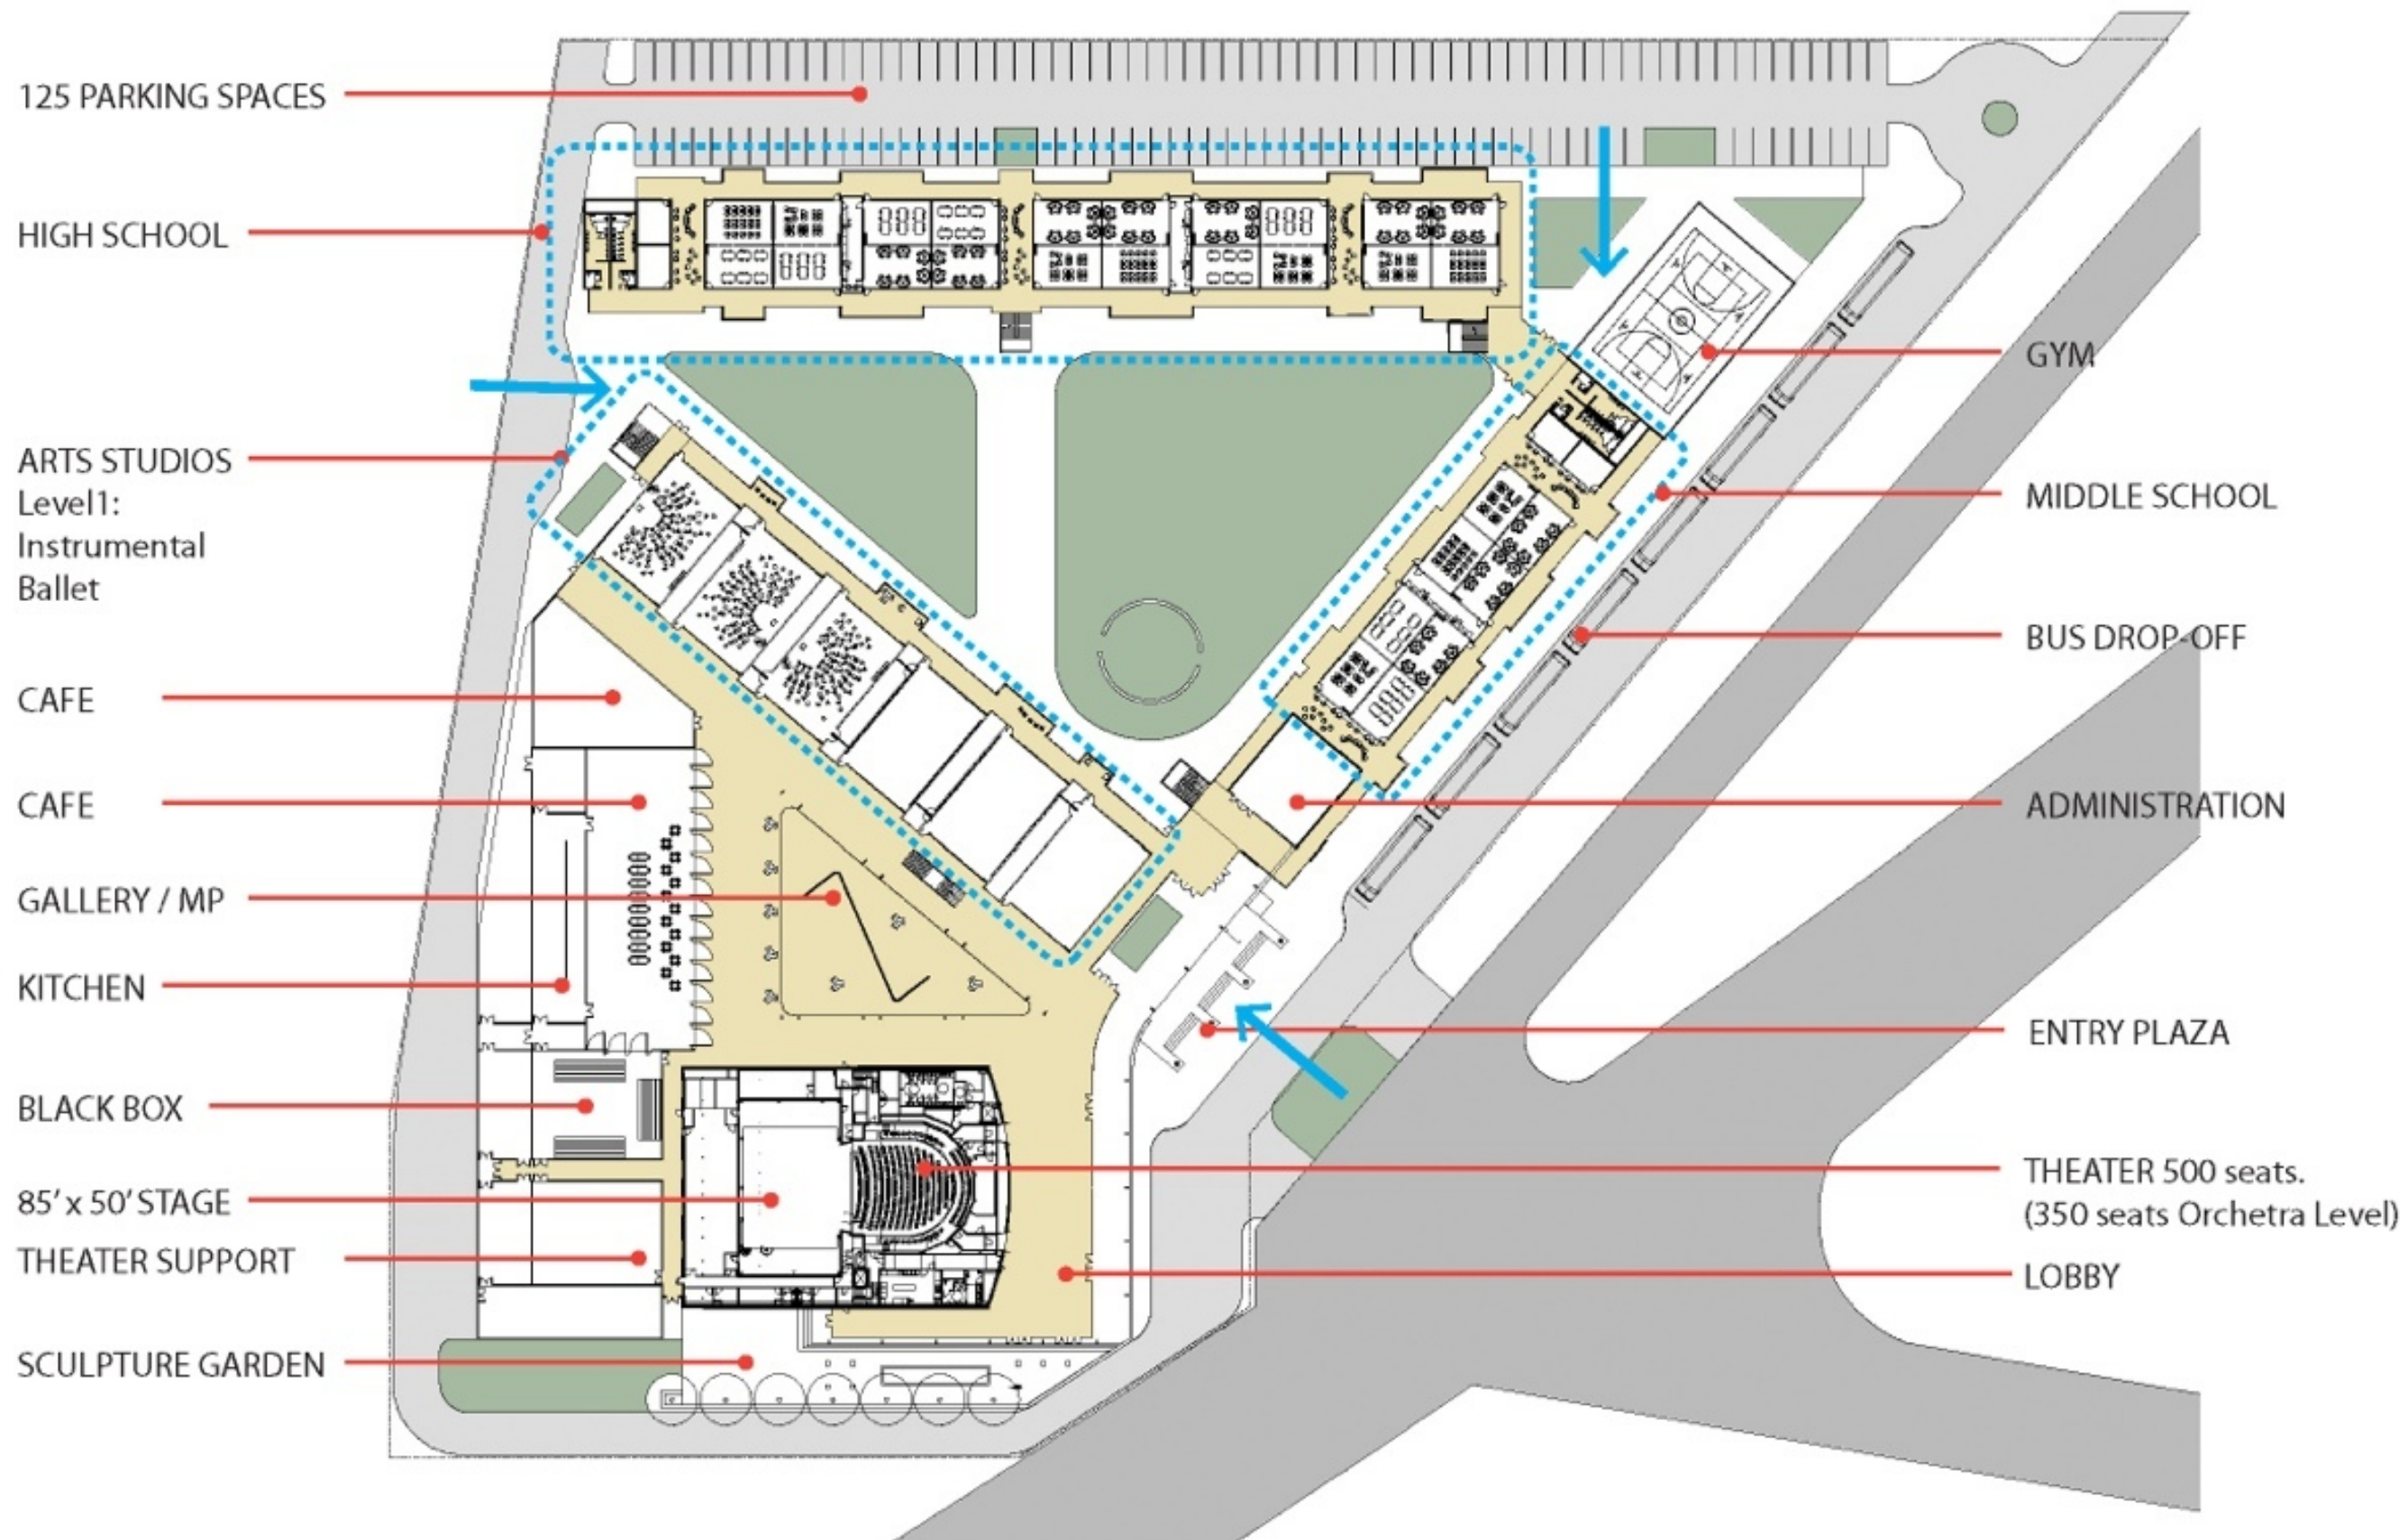 125 PARKING SPACES
HIGH SCHOOL
ARTS STUDIOS
Level1:
Instrumental
Ballet
CAFE
CAFE
GALLERY / MP
KITCHEN
BLACK BOX
85' x 50' STAGE
THEATER SUPPORT
SCULPTURE GARDEN
GYM
MIDDLE SCHOOL
BUS DROP-OFF
ADMINISTRATION
ENTRY PLAZA
THEATER 500 seats.
(350 seats Orchetra Level)
LOBBY